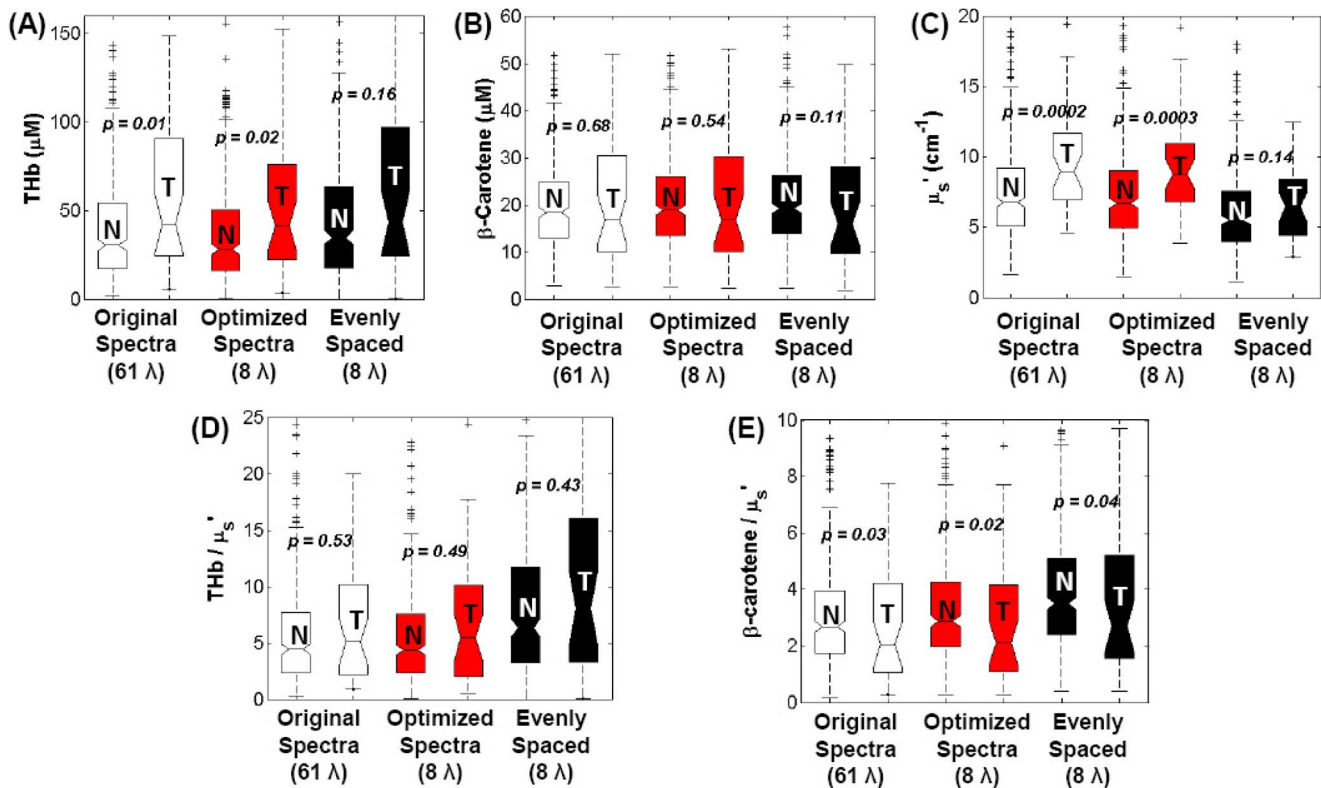 (A)
THb (μM)
150
100
50
0
p = 0.01
p = 0.02
p = 0.16
N
T
N
T
N
T
Original
Spectra
(61 λ)
Optimized
Spectra
(8 λ)
Evenly
Spaced
(8 λ)
(B)
β-Carotene (μM)
60
50
40
30
20
10
0
p = 0.68
p = 0.54
p = 0.11
N
T
N
T
N
T
Original
Spectra
(61 λ)
Optimized
Spectra
(8 λ)
Evenly
Spaced
(8 λ)
(C)
μs' (cm-1)
20
15
10
5
0
p = 0.0002
p = 0.0003
p = 0.14
N
T
N
T
N
T
Original
Spectra
(61 λ)
Optimized
Spectra
(8 λ)
Evenly
Spaced
(8 λ)
(D)
THb / μs'
25
20
15
10
5
0
p = 0.53
p = 0.49
p = 0.43
N
T
N
T
N
T
Original
Spectra
(61 λ)
Optimized
Spectra
(8 λ)
Evenly
Spaced
(8 λ)
(E)
β-carotene / μs'
10
8
6
4
2
0
p = 0.03
p = 0.02
p = 0.04
N
T
N
T
N
T
Original
Spectra
(61 λ)
Optimized
Spectra
(8 λ)
Evenly
Spaced
(8 λ)